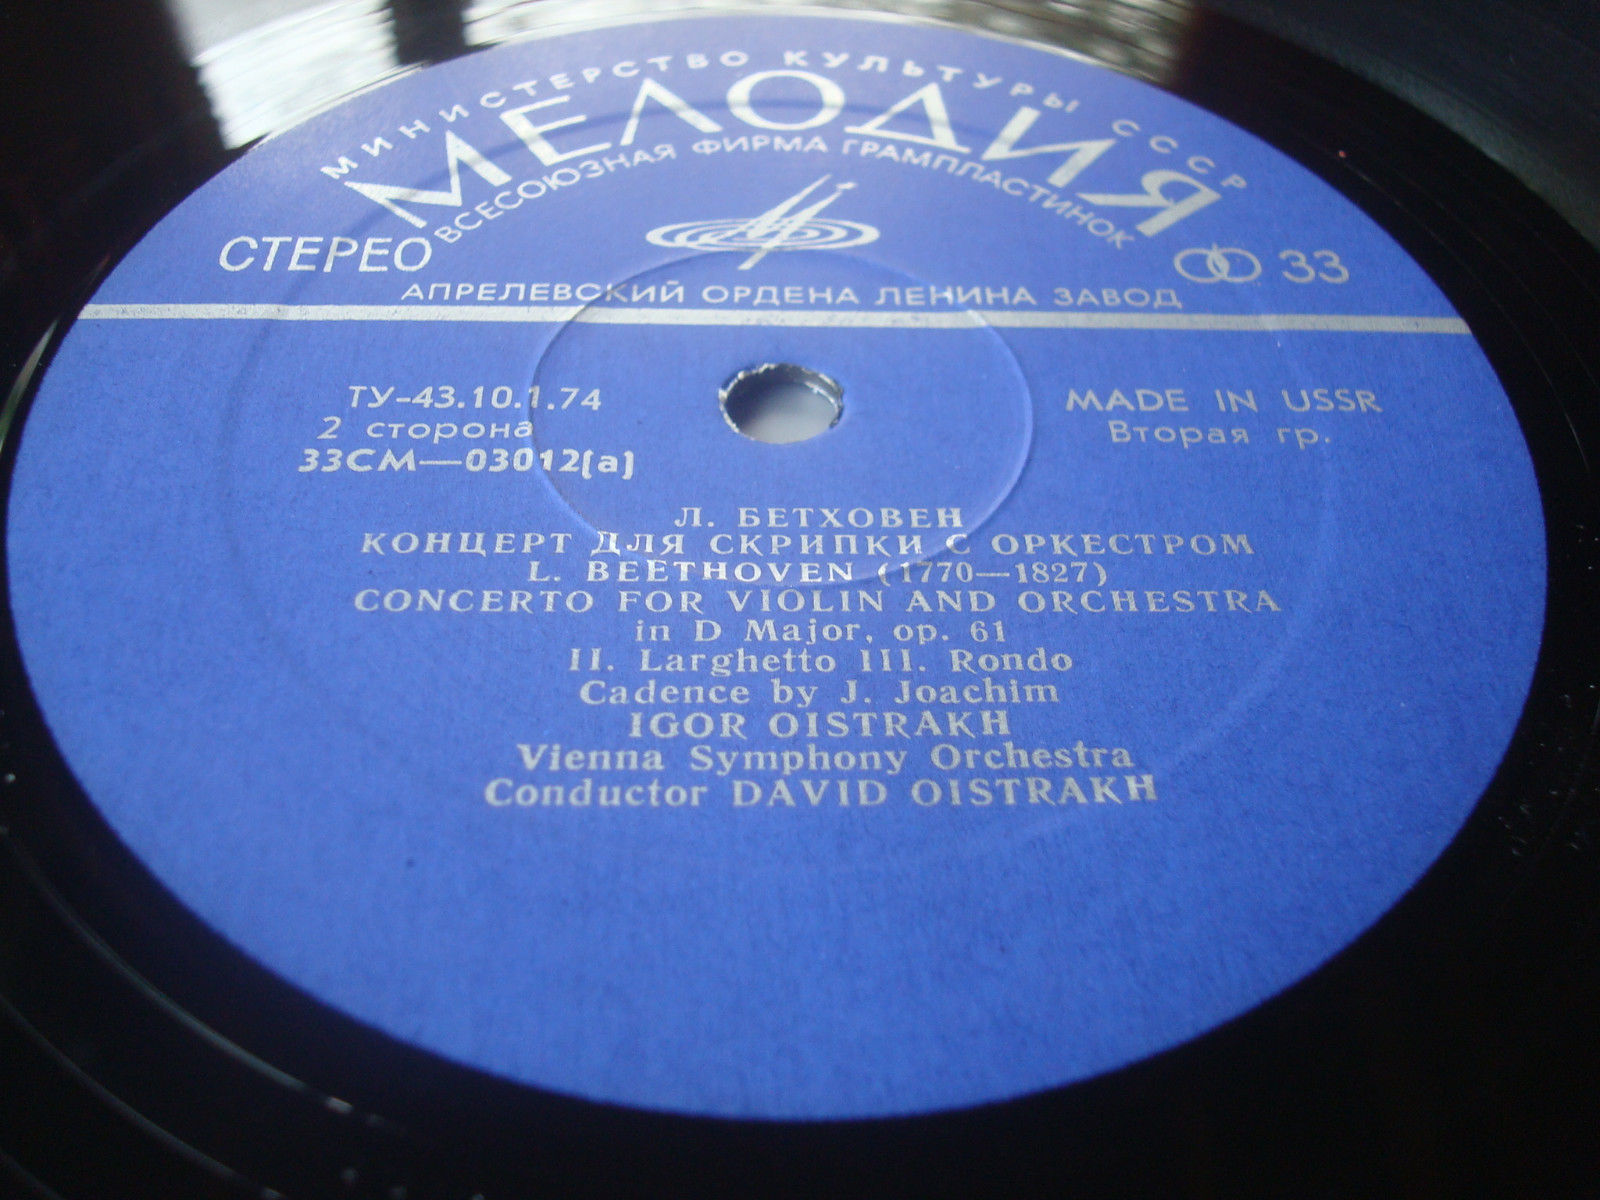 МИНИСТЕРСТВО КУЛЬТУРЫ СССР
МЕЛОДИЯ
ВСЕСОЮЗНАЯ ФИРМА ГРАМПЛАСТИНОК
СТЕРЕО
33
АПРЕЛЕВСКИЙ ОРДЕНА ЛЕНИНА ЗАВОД
ТУ-43.10.1.74
MADE IN USSR
2 сторона
Вторая гр.
33СМ—03012(а)
Л. БЕТХОВЕН
КОНЦЕРТ ДЛЯ СКРИПКИ С ОРКЕСТРОМ
L. BEETHOVEN (1770—1827)
CONCERTO FOR VIOLIN AND ORCHESTRA
in D Major, op. 61
II. Larghetto III. Rondo
Cadence by J. Joachim
IGOR OISTRAKH
Vienna Symphony Orchestra
Conductor DAVID OISTRAKH